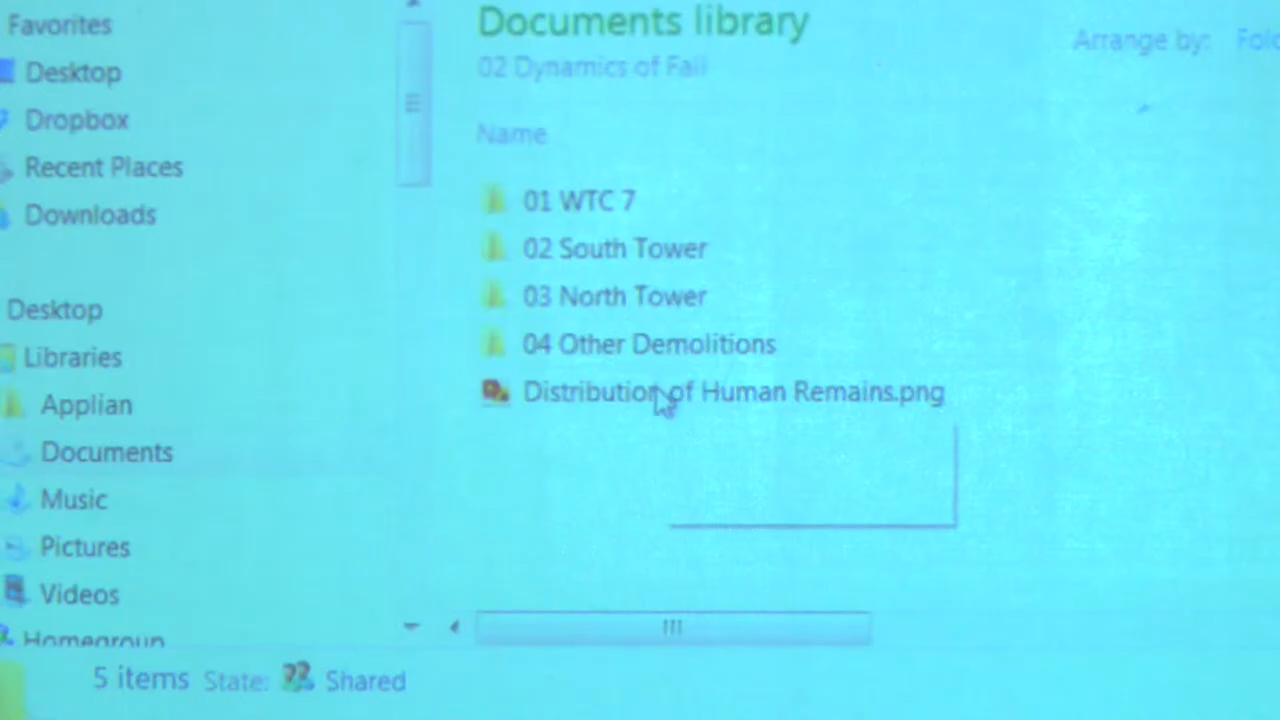 Favorites
Desktop
Dropbox
Recent Places
Downloads
Desktop
Libraries
Applian
Documents
Music
Pictures
Videos
Homegroup
Documents library
02 Dynamics of Fall
Arrange by:
Name
01 WTC 7
02 South Tower
03 North Tower
04 Other Demolitions
Distribution of Human Remains.png
5 items State: Shared